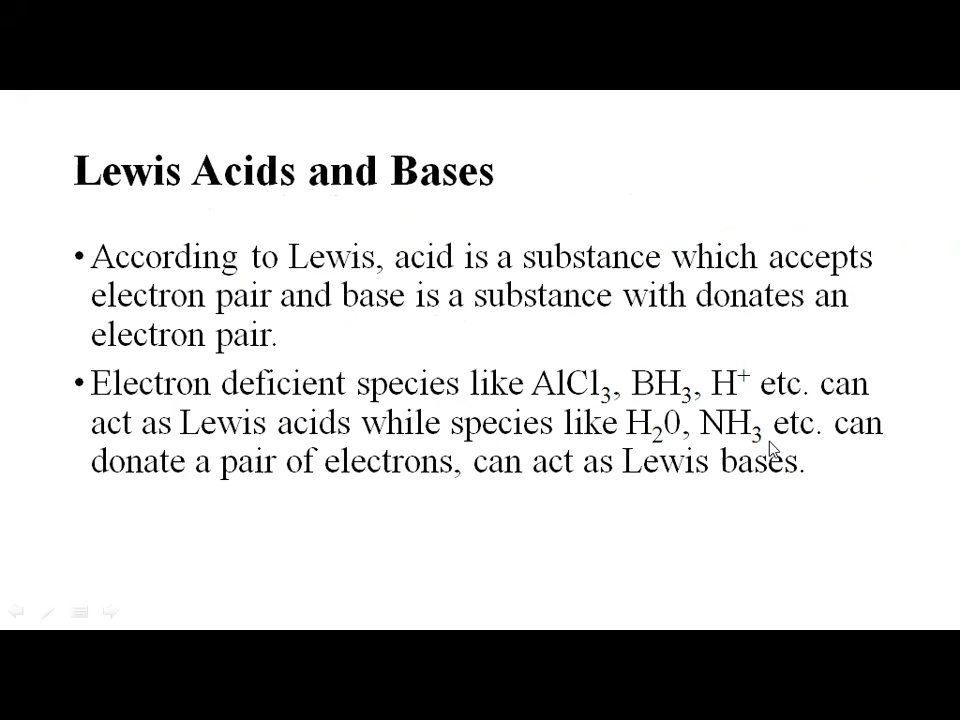 Lewis Acids and Bases
• According to Lewis, acid is a substance which accepts
electron pair and base is a substance with donates an
electron pair.
• Electron deficient species like AlCl₃, BH₃, H⁺ etc. can
act as Lewis acids while species like H₂0, NH₃ etc. can
donate a pair of electrons, can act as Lewis bases.